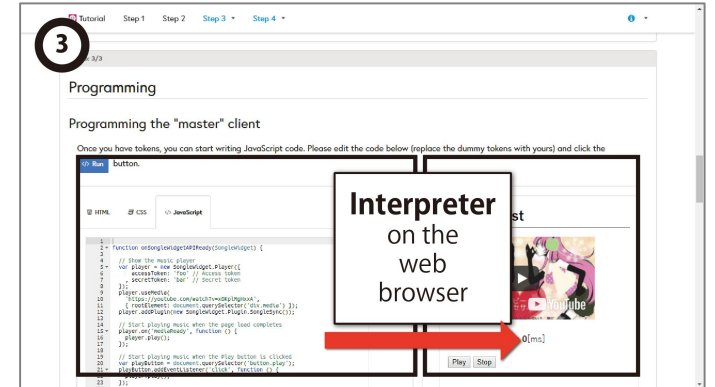 Tutorial Step 1 Step 2 Step 3 Step 4
3
3/3
Programming
Programming the "master" client
Once you have tokens, you can start writing JavaScript code. Please edit the code below (replace the dummy tokens with yours) and click the
</> Run button.
HTML CSS </> JavaScript
1
2 function onSongleWidgetAPIReady(SongleWidget) {
3
4 // Show the music player
5 var player = new SongleWidget.Player({
6 accessToken: 'foo' // Access token
7 , secretToken: 'bar' // Secret token
8 });
9 player.useMedia(
10
11 { rootElement: document.querySelector('div.media') });
12 player.addPlugin(new SongleWidget.Plugin.SongleSync());
13
14 // Start playing music when the page load completes
15 player.on('mediaReady', function () {
16 player.play();
17 });
18
19 // Start playing music when the Play button is clicked
20 var playButton = document.querySelector('button.play');
21 playButton.addEventListener('click', function () {
22
23 });
Interpreter
on the
web
browser
st
YouTube
0[ms]
Play Stop